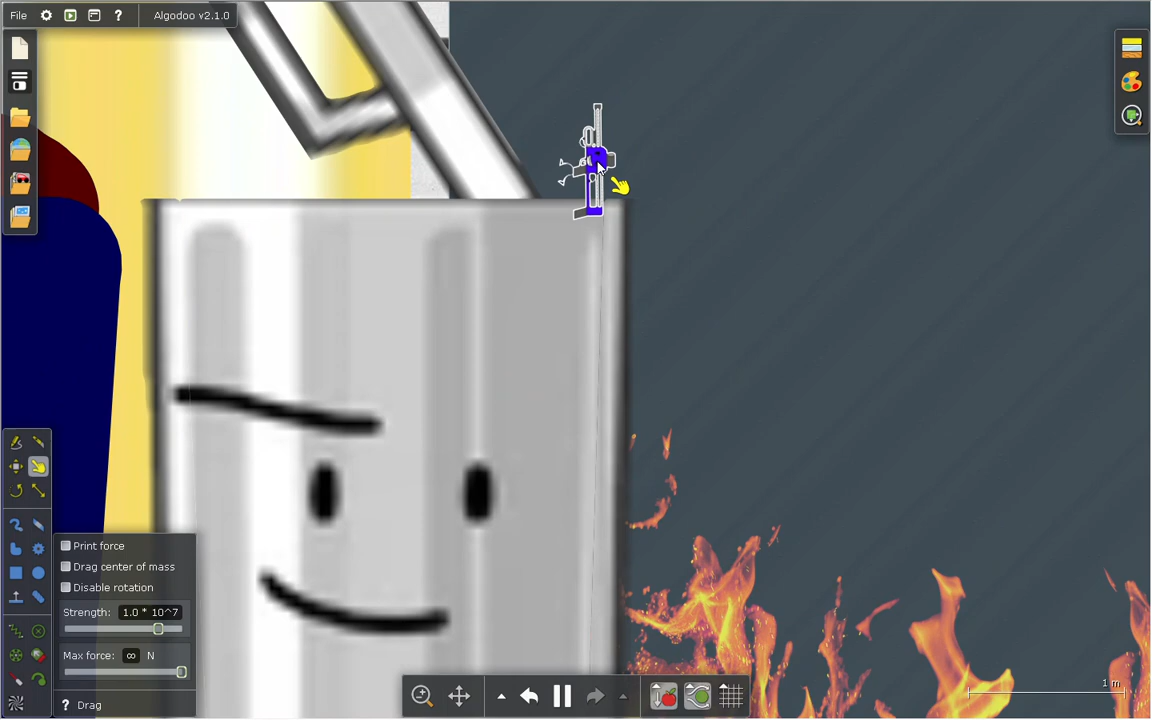 File
?
Algodoo v2.1.0
Print force
Drag center of mass
Disable rotation
Strength: 1.0 * 10^7
Max force: ∞ N
? Drag
1 m